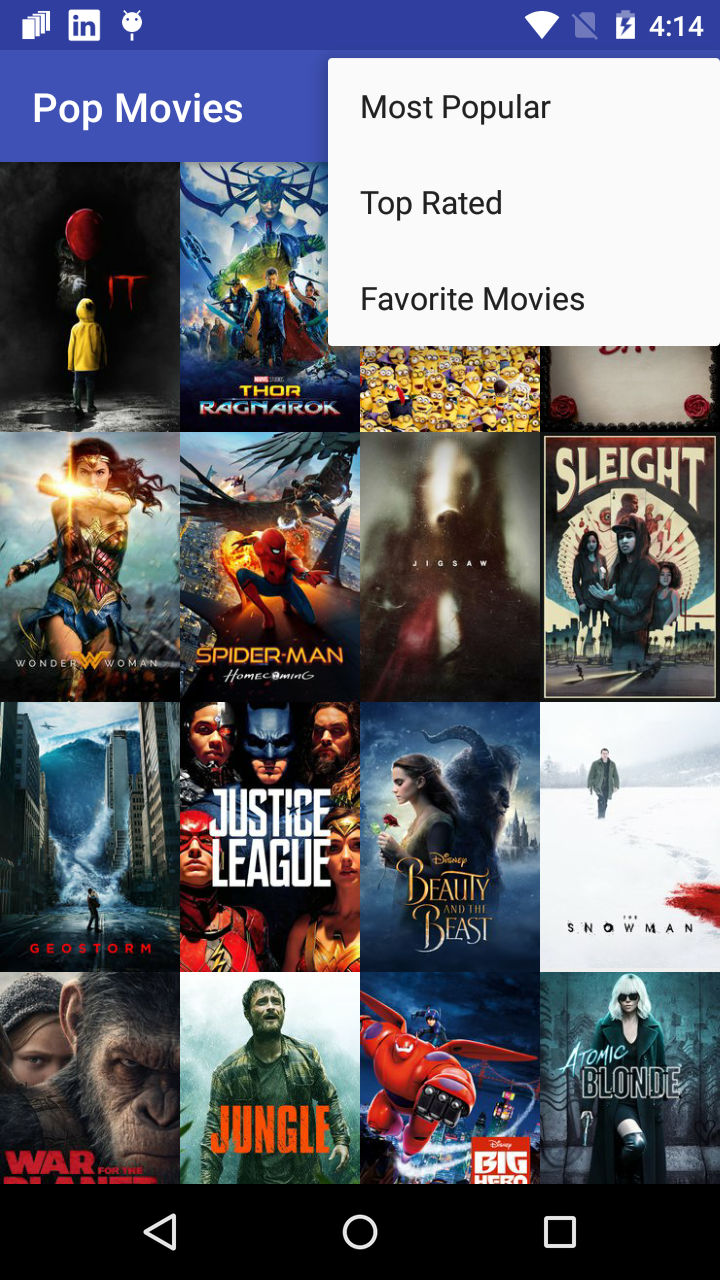 4:14
Pop Movies
Most Popular
Top Rated
Favorite Movies
IT
MARVEL STUDIOS
THOR
RAGNAROK
WONDER WOMAN
SPIDER-MAN
HOMECOMING
JIGSAW
SLEIGHT
GEOSTORM
JUSTICE
LEAGUE
Disney
BEAUTY
AND THE
BEAST
THE
SNOWMAN
WAR FOR THE
PLANET
JUNGLE
Disney
BIG
HERO
ATOMIC
BLONDE